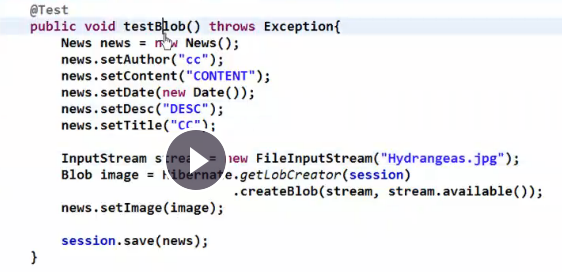 @Test
public void testBlob() throws Exception{
News news = new News();
news.setAuthor("cc");
news.setContent("CONTENT");
news.setDate(new Date());
news.setDesc("DESC");
news.setTitle("CC");
InputStream stream = new FileInputStream("Hydrangeas.jpg");
Blob image = Hibernate.getLobCreator(session)
.createBlob(stream, stream.available());
news.setImage(image);
session.save(news);
}